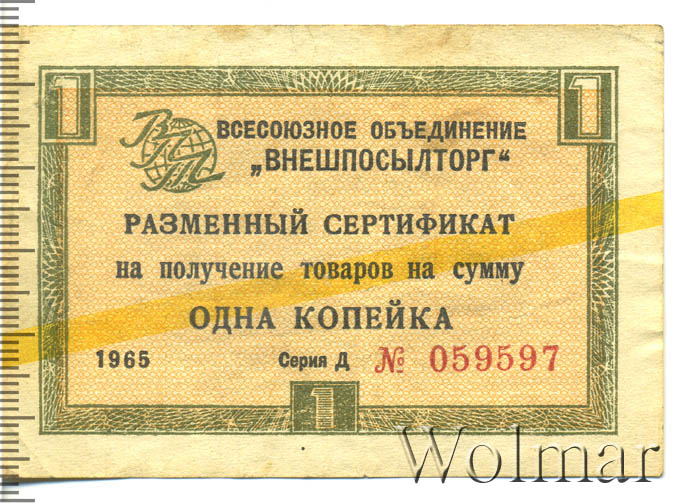 1 1
ВПТ ВСЕСОЮЗНОЕ ОБЪЕДИНЕНИЕ
„ВНЕШПОСЫЛТОРГ“
РАЗМЕННЫЙ СЕРТИФИКАТ
на получение товаров на сумму
ОДНА КОПЕЙКА
1965 Серия Д № 059597
1
Wolmar